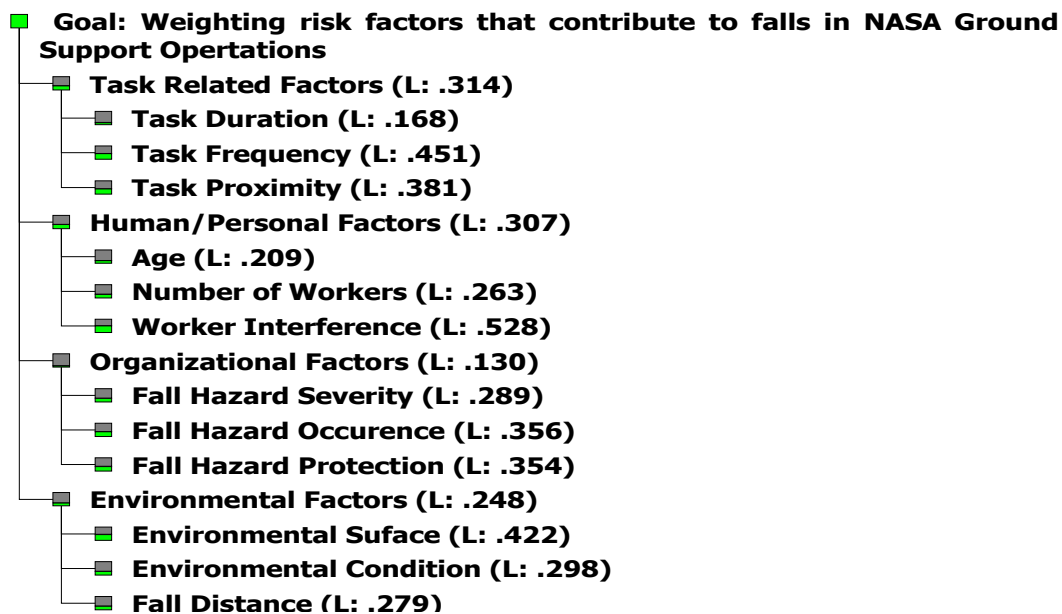 Goal: Weighting risk factors that contribute to falls in NASA Ground
Support Opertations
Task Related Factors (L: .314)
Task Duration (L: .168)
Task Frequency (L: .451)
Task Proximity (L: .381)
Human/Personal Factors (L: .307)
Age (L: .209)
Number of Workers (L: .263)
Worker Interference (L: .528)
Organizational Factors (L: .130)
Fall Hazard Severity (L: .289)
Fall Hazard Occurence (L: .356)
Fall Hazard Protection (L: .354)
Environmental Factors (L: .248)
Environmental Suface (L: .422)
Environmental Condition (L: .298)
Fall Distance (L: .279)